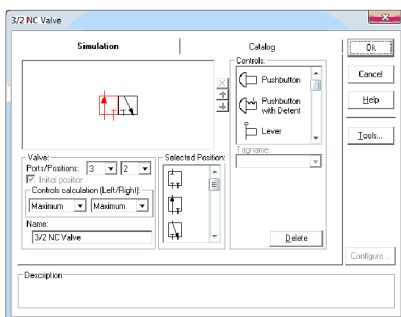 3/2 NC Valve
Simulation
Catalog
Controls:
Pushbutton
Pushbutton
with Detent
Lever
Tagname:
Delete
Valve:
Ports/Positions: 3 2
Initial position
Controls calculation (Left/Right):
Maximum Maximum
Name:
3/2 NC Valve
Selected Position:
Ok
Cancel
Help
Tools...
Configure...
Description